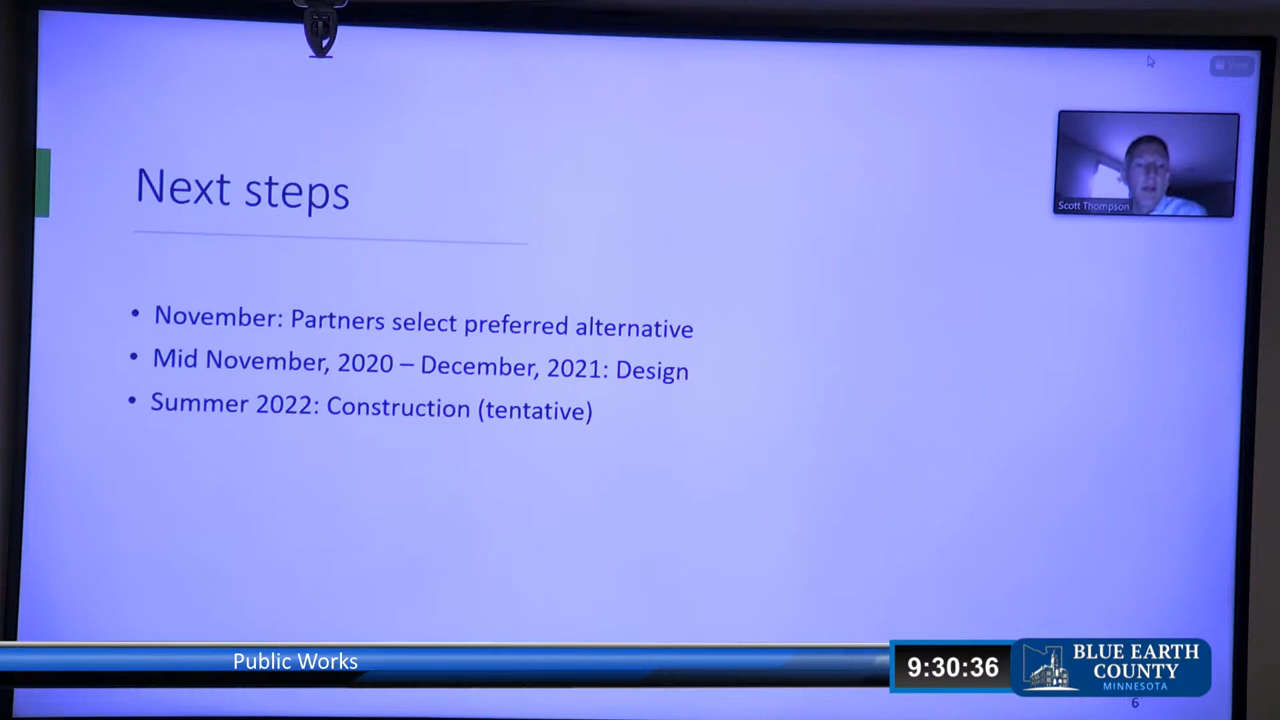 View
Scott Thompson
Next steps
• November: Partners select preferred alternative
• Mid November, 2020 – December, 2021: Design
• Summer 2022: Construction (tentative)
Public Works
9:30:36
BLUE EARTH
COUNTY
MINNESOTA
6